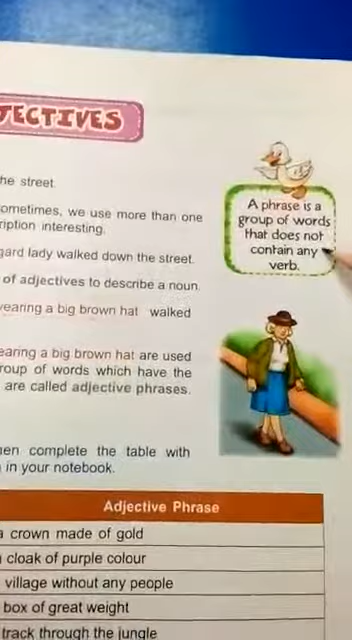 JECTIVES
he street.
ometimes, we use more than one
ription interesting.
gard lady walked down the street.
of adjectives to describe a noun.
wearing a big brown hat walked
earing a big brown hat are used
roup of words which have the
are called adjective phrases.
A phrase is a
group of words
that does not
contain any
verb.
en complete the table with
in your notebook.
Adjective Phrase
a crown made of gold
cloak of purple colour
village without any people
box of great weight
track through the jungle